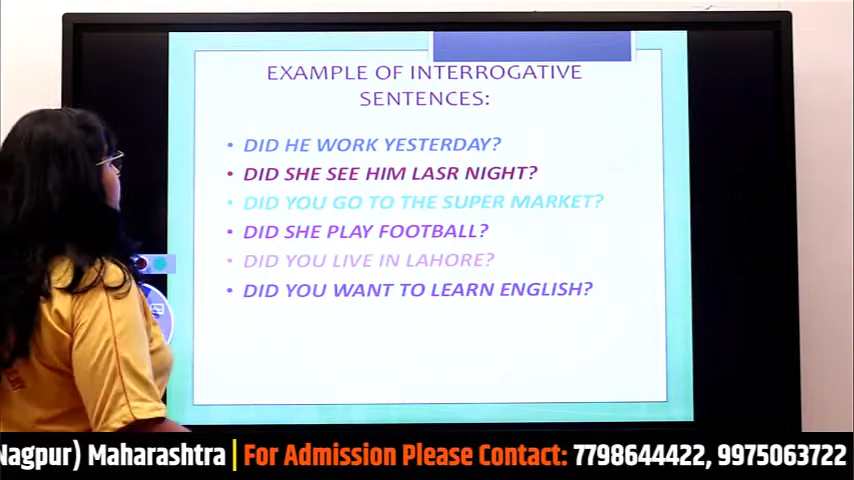 EXAMPLE OF INTERROGATIVE
SENTENCES:
• DID HE WORK YESTERDAY?
• DID SHE SEE HIM LASR NIGHT?
• DID YOU GO TO THE SUPER MARKET?
• DID SHE PLAY FOOTBALL?
• DID YOU LIVE IN LAHORE?
• DID YOU WANT TO LEARN ENGLISH?
Nagpur) Maharashtra | For Admission Please Contact: 7798644422, 9975063722